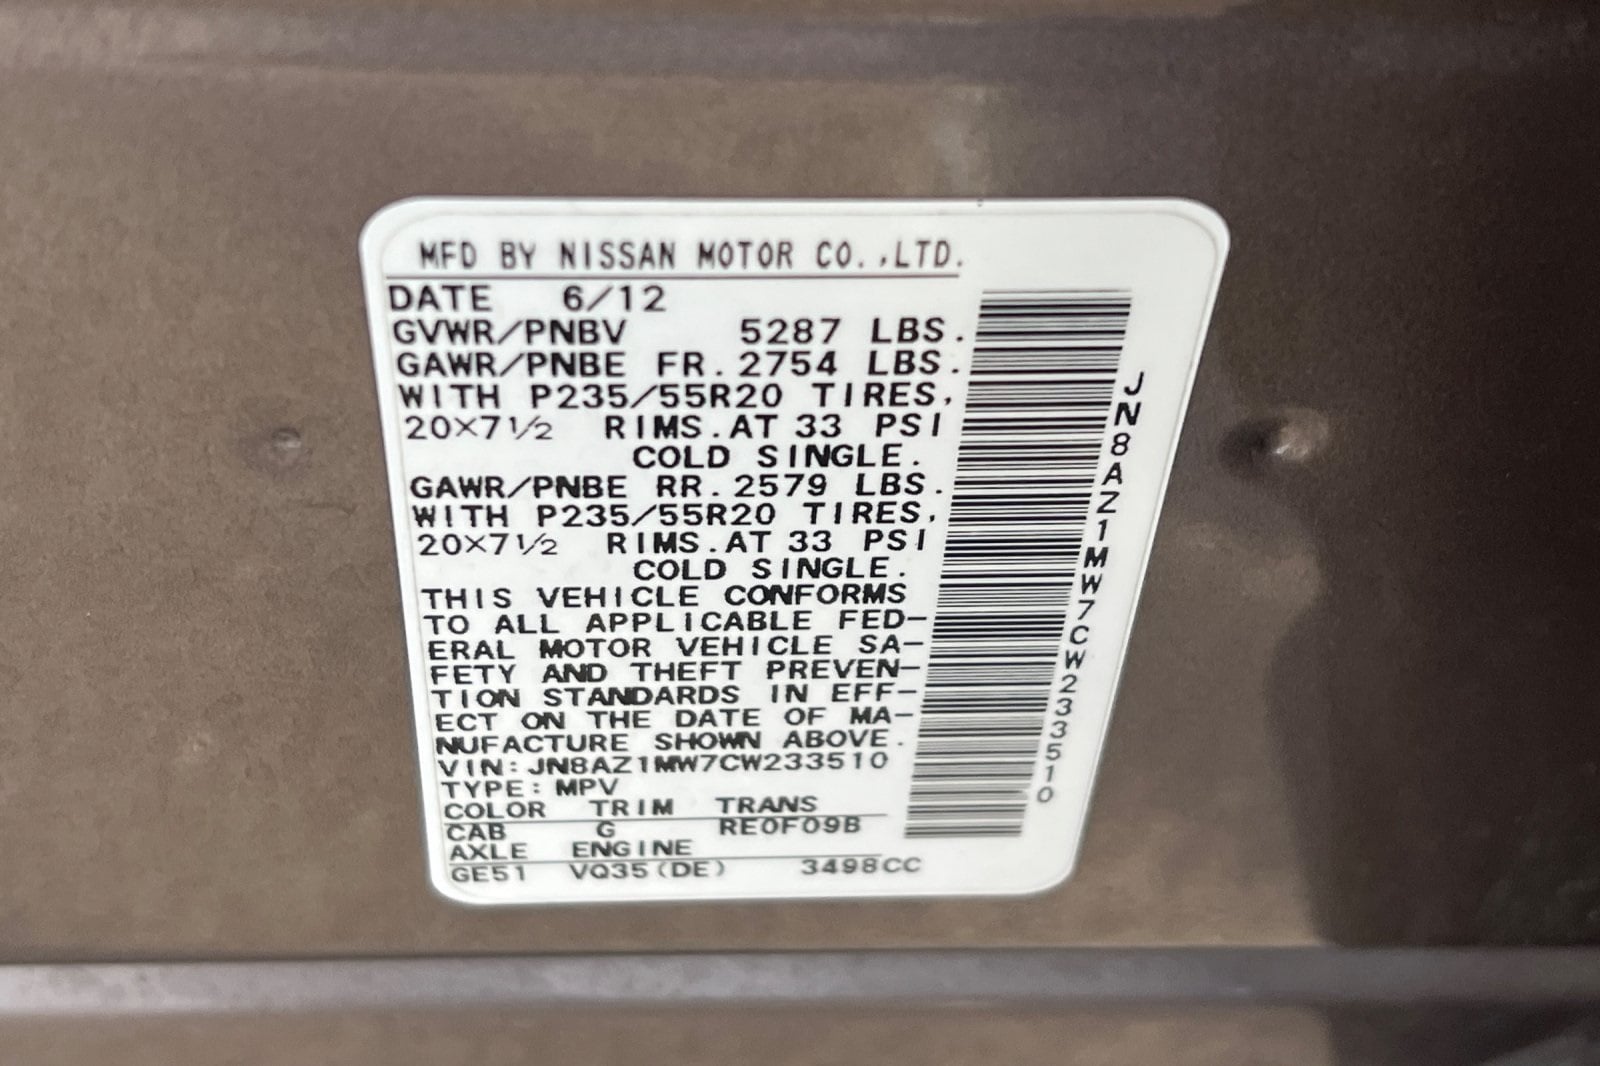 MFD BY NISSAN MOTOR CO.,LTD.
DATE 6/12
GVWR/PNBV 5287 LBS.
GAWR/PNBE FR. 2754 LBS.
WITH P235/55R20 TIRES,
20×7½ RIMS.AT 33 PSI
COLD SINGLE.
GAWR/PNBE RR. 2579 LBS.
WITH P235/55R20 TIRES,
20×7½ RIMS.AT 33 PSI
COLD SINGLE.
THIS VEHICLE CONFORMS
TO ALL APPLICABLE FED-
ERAL MOTOR VEHICLE SA-
FETY AND THEFT PREVEN-
TION STANDARDS IN EFF-
ECT ON THE DATE OF MA-
NUFACTURE SHOWN ABOVE.
VIN:JN8AZ1MW7CW233510
TYPE:MPV
COLOR TRIM TRANS
CAB G RE0F09B
AXLE ENGINE
GE51 VQ35(DE) 3498CC
JN8AZ1MW7CW233510